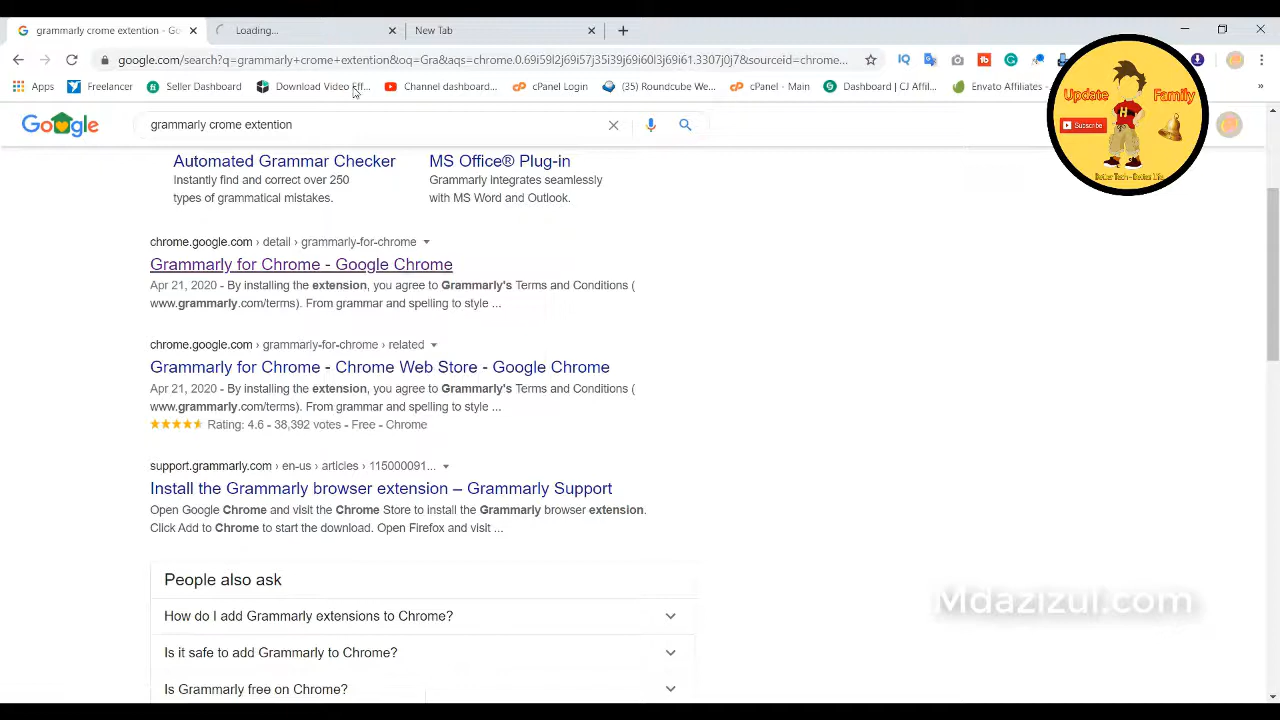 grammarly crome extention - Go
Loading...
New Tab
google.com/search?q=grammarly+crome+extention&oq=Gra&aqs=chrome.0.69i59j0i57j35i39j69i60l3j69i61.3307j0j7&sourceid=chrome...
Apps
Freelancer
Seller Dashboard
Download Video Eff...
Channel dashboard...
cPanel Login
(35) Roundcube We...
cPanel - Main
Dashboard | CJ Affil...
Envato Affiliates -
Update Family
Subscribe
Better Tech - Better Life
Google
grammarly crome extention
Automated Grammar Checker
MS Office® Plug-in
Instantly find and correct over 250
Grammarly integrates seamlessly
types of grammatical mistakes.
with MS Word and Outlook.
chrome.google.com › detail › grammarly-for-chrome
Grammarly for Chrome - Google Chrome
Apr 21, 2020 - By installing the extension, you agree to Grammarly's Terms and Conditions (
www.grammarly.com/terms). From grammar and spelling to style ...
chrome.google.com › grammarly-for-chrome › related
Grammarly for Chrome - Chrome Web Store - Google Chrome
Apr 21, 2020 - By installing the extension, you agree to Grammarly's Terms and Conditions (
www.grammarly.com/terms). From grammar and spelling to style ...
Rating: 4.6 - 38,392 votes - Free - Chrome
support.grammarly.com › en-us › articles › 115000091...
Install the Grammarly browser extension – Grammarly Support
Open Google Chrome and visit the Chrome Store to install the Grammarly browser extension.
Click Add to Chrome to start the download. Open Firefox and visit ...
People also ask
How do I add Grammarly extensions to Chrome?
Is it safe to add Grammarly to Chrome?
Is Grammarly free on Chrome?
Mdazizul.com